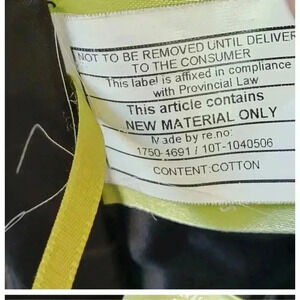 NOT TO BE REMOVED UNTIL DELIVER
TO THE CONSUMER
This label is affixed in compliance
with Provincial Law
This article contains
NEW MATERIAL ONLY
Made by re.no:
1750-4691 / 10T-1040506
CONTENT:COTTON